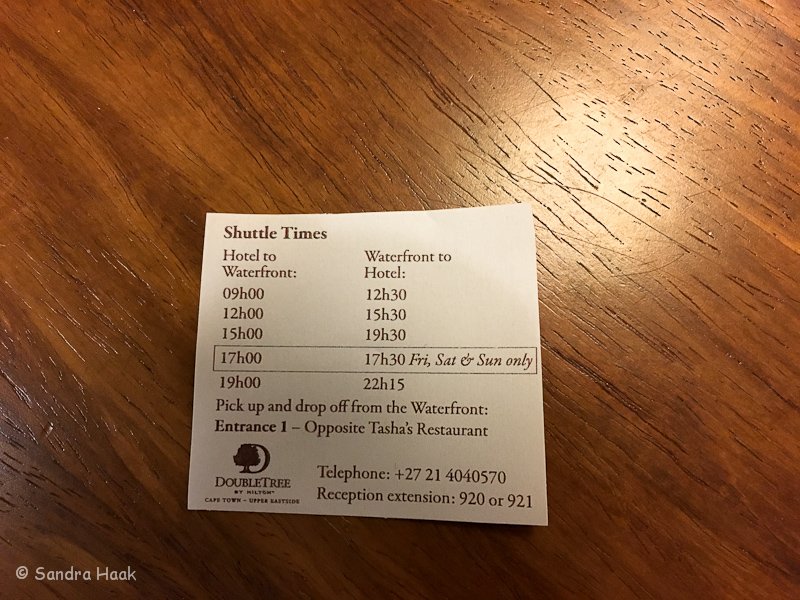 Shuttle Times
Hotel to Waterfront to
Waterfront: Hotel:
09h00 12h30
12h00 15h30
15h00 19h30
17h00 17h30 Fri, Sat & Sun only
19h00 22h15
Pick up and drop off from the Waterfront:
Entrance 1 – Opposite Tasha's Restaurant
DOUBLETREE
BY HILTON™
CAPE TOWN – UPPER EASTSIDE
Telephone: +27 21 4040570
Reception extension: 920 or 921
© Sandra Haak